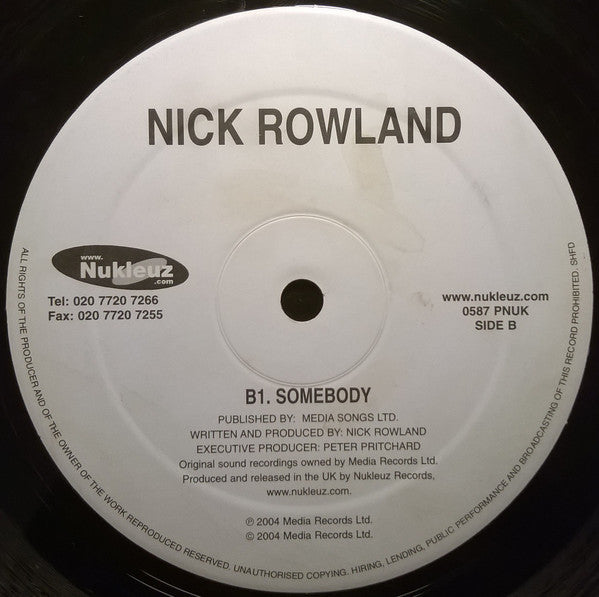 NICK ROWLAND
www.
Nukleuz
.com
Tel: 020 7720 7266
Fax: 020 7720 7255
www.nukleuz.com
0587 PNUK
SIDE B
B1. SOMEBODY
PUBLISHED BY: MEDIA SONGS LTD.
WRITTEN AND PRODUCED BY: NICK ROWLAND
EXECUTIVE PRODUCER: PETER PRITCHARD
Original sound recordings owned by Media Records Ltd.
Produced and released in the UK by Nukleuz Records,
www.nukleuz.com.
℗ 2004 Media Records Ltd.
© 2004 Media Records Ltd.
ALL RIGHTS OF THE PRODUCER AND OF THE OWNER OF THE WORK REPRODUCED RESERVED. UNAUTHORISED COPYING. HIRING, LENDING, PUBLIC PERFORMANCE AND BROADCASTING OF THIS RECORD PROHIBITED. SHFD